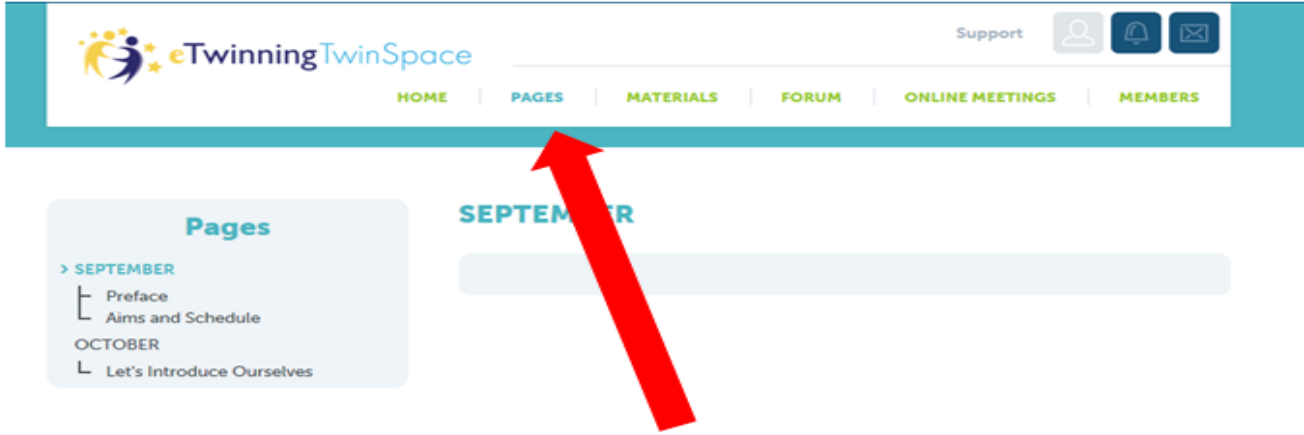 Support
eTwinning TwinSpace
HOME PAGES MATERIALS FORUM ONLINE MEETINGS MEMBERS
Pages
> SEPTEMBER
Preface
Aims and Schedule
OCTOBER
Let's Introduce Ourselves
SEPTEMBER